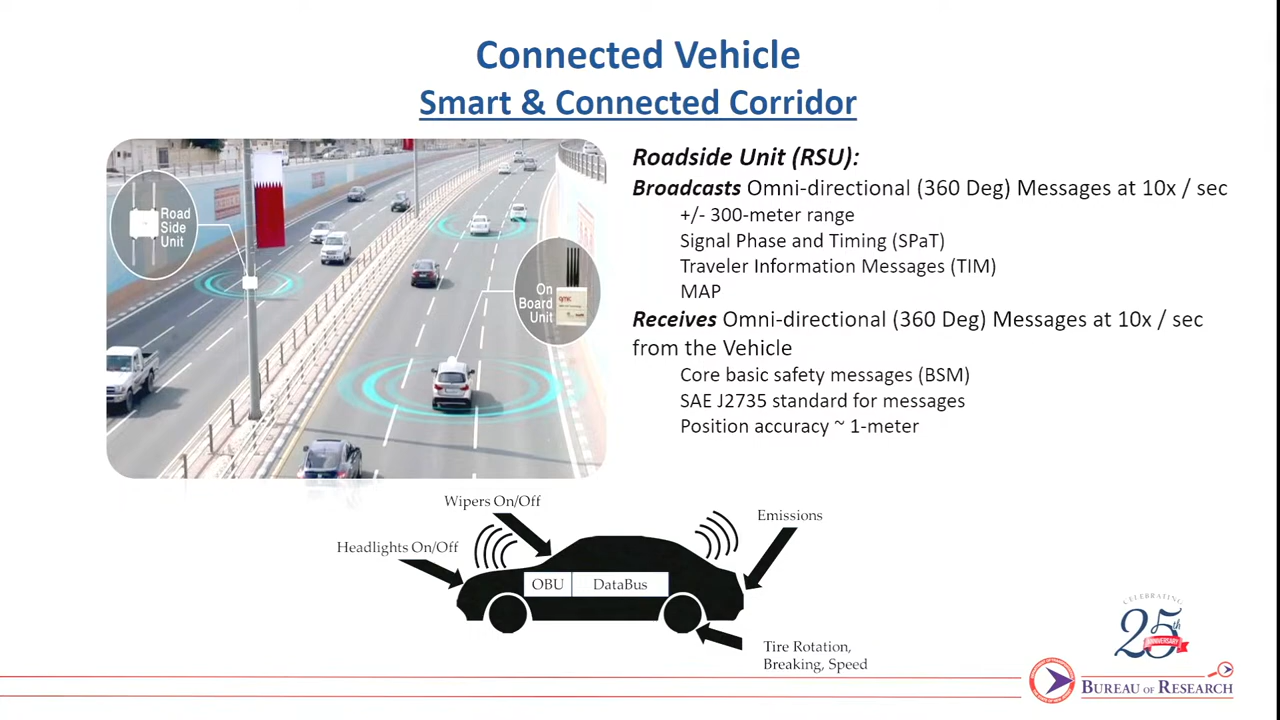 Connected Vehicle
Smart & Connected Corridor
Road
Side
Unit
On
Board
Unit
Roadside Unit (RSU):
Broadcasts Omni-directional (360 Deg) Messages at 10x / sec
+/- 300-meter range
Signal Phase and Timing (SPaT)
Traveler Information Messages (TIM)
MAP
Receives Omni-directional (360 Deg) Messages at 10x / sec
from the Vehicle
Core basic safety messages (BSM)
SAE J2735 standard for messages
Position accuracy ~ 1-meter
Wipers On/Off
Headlights On/Off
Emissions
OBU
DataBus
Tire Rotation,
Breaking, Speed
CELEBRATING
25th
ANNIVERSARY
BUREAU OF RESEARCH